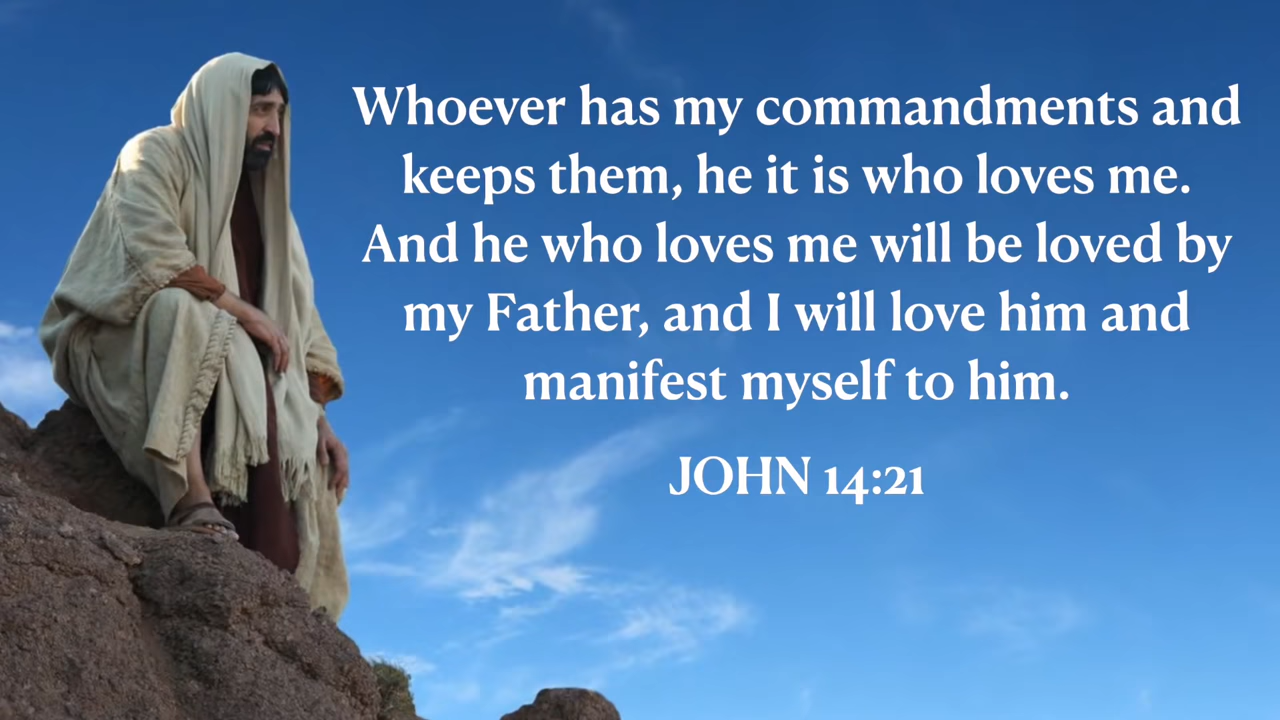 Whoever has my commandments and
keeps them, he it is who loves me.
And he who loves me will be loved by
my Father, and I will love him and
manifest myself to him.
JOHN 14:21